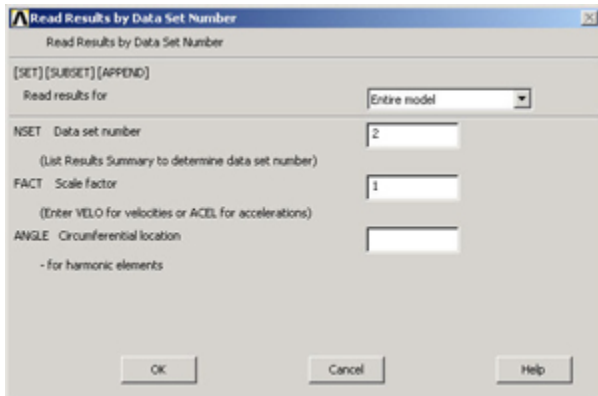 Read Results by Data Set Number
Read Results by Data Set Number
[SET] [SUBSET] [APPEND]
Read results for Entire model
NSET Data set number 2
(List Results Summary to determine data set number)
FACT Scale factor 1
(Enter VELO for velocities or ACEL for accelerations)
ANGLE Circumferential location
- for harmonic elements
OK Cancel Help